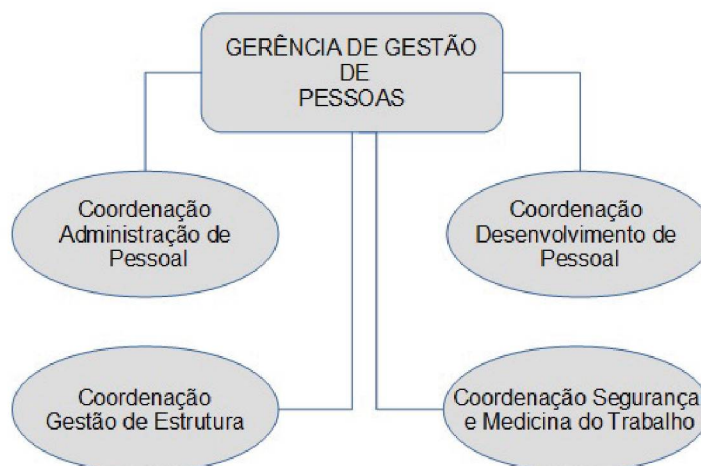 GERÊNCIA DE GESTÃO
DE
PESSOAS
Coordenação
Administração de
Pessoal
Coordenação
Desenvolvimento de
Pessoal
Coordenação
Gestão de Estrutura
Coordenação Segurança
e Medicina do Trabalho